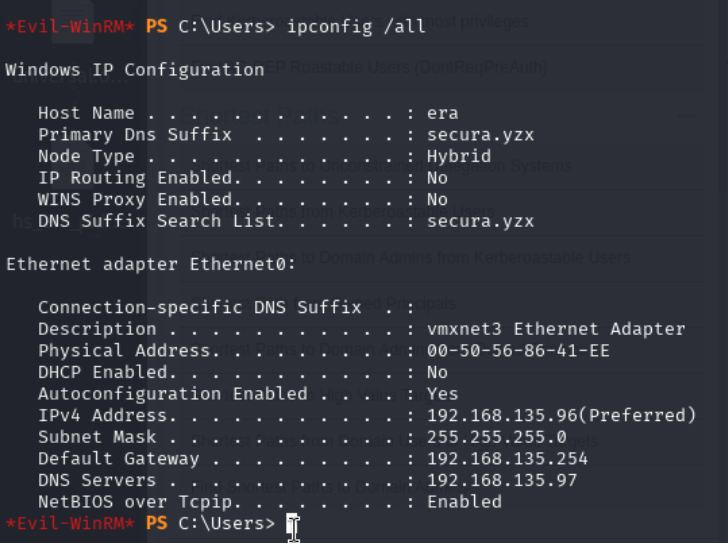 *Evil-WinRM* PS C:\Users> ipconfig /all
Windows IP Configuration
Host Name . . . . . . . . . . . . : era
Primary Dns Suffix  . . . . . . . : secura.yzx
Node Type . . . . . . . . . . . . : Hybrid
IP Routing Enabled. . . . . . . . : No
WINS Proxy Enabled. . . . . . . . : No
DNS Suffix Search List. . . . . . : secura.yzx
Ethernet adapter Ethernet0:
Connection-specific DNS Suffix  . :
Description . . . . . . . . . . . : vmxnet3 Ethernet Adapter
Physical Address. . . . . . . . . : 00-50-56-86-41-EE
DHCP Enabled. . . . . . . . . . . : No
Autoconfiguration Enabled . . . . : Yes
IPv4 Address. . . . . . . . . . . : 192.168.135.96(Preferred)
Subnet Mask . . . . . . . . . . . : 255.255.255.0
Default Gateway . . . . . . . . . : 192.168.135.254
DNS Servers . . . . . . . . . . . : 192.168.135.97
NetBIOS over Tcpip. . . . . . . . : Enabled
*Evil-WinRM* PS C:\Users>